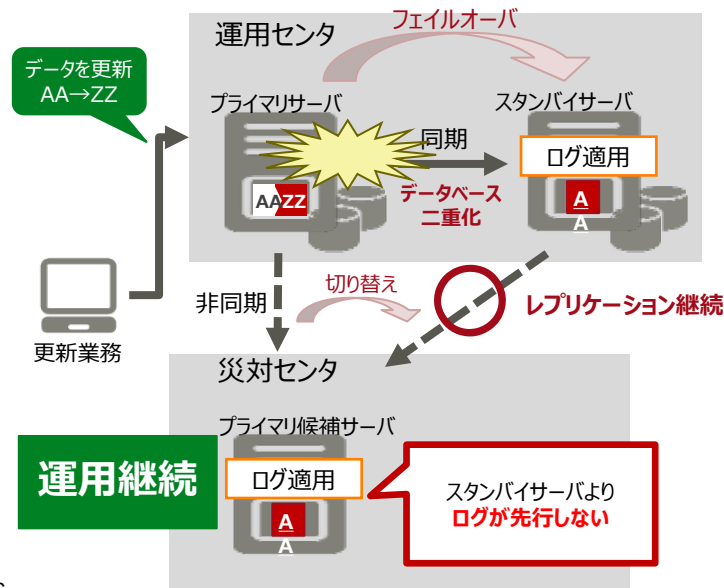 運用センタ
フェイルオーバ
データを更新
AA→ZZ
プライマリサーバ
スタンバイサーバ
同期
ログ適用
AAZZ
データベース
二重化
A
A
切り替え
非同期
レプリケーション継続
更新業務
災対センタ
プライマリ候補サーバ
運用継続
ログ適用
スタンバイサーバより
ログが先行しない
A
A